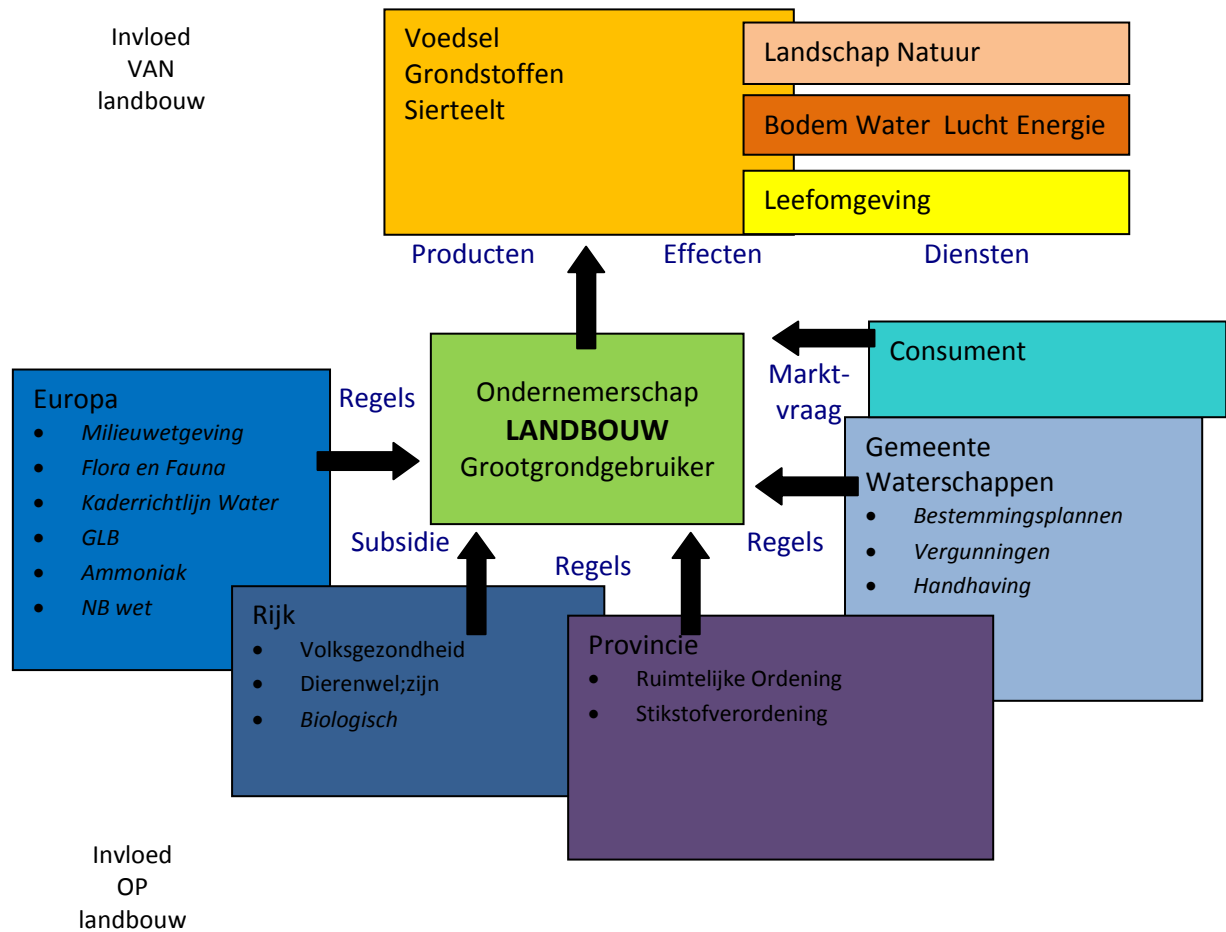 Invloed
VAN
landbouw
Voedsel
Grondstoffen
Sierteelt
Landschap Natuur
Bodem Water  Lucht Energie
Leefomgeving
Producten
Effecten
Diensten
Consument
Markt-
vraag
Ondernemerschap
LANDBOUW
Grootgrondgebruiker
Europa
• Milieuwetgeving
• Flora en Fauna
• Kaderrichtlijn Water
• GLB
• Ammoniak
• NB wet
Regels
Gemeente
Waterschappen
• Bestemmingsplannen
• Vergunningen
• Handhaving
Subsidie
Regels
Regels
Rijk
• Volksgezondheid
• Dierenwel;zijn
• Biologisch
Provincie
• Ruimtelijke Ordening
• Stikstofverordening
Invloed
OP
landbouw